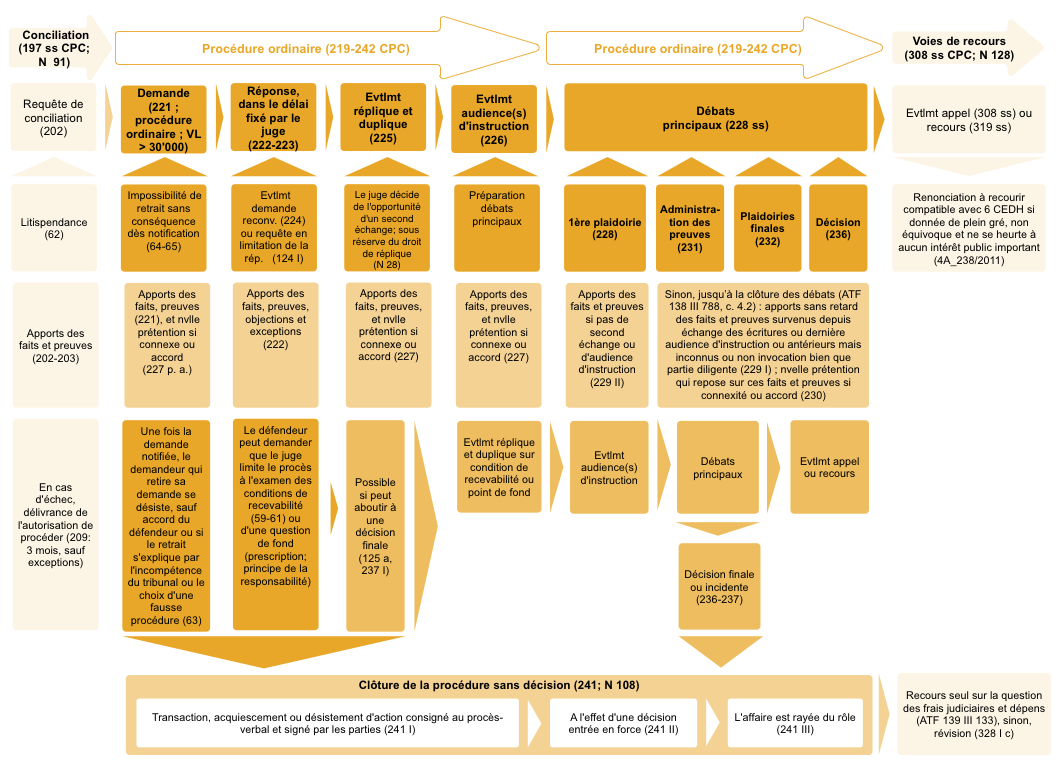 Conciliation
(197 ss CPC;
N 91)
Procédure ordinaire (219-242 CPC)
Procédure ordinaire (219-242 CPC)
Voies de recours
(308 ss CPC; N 128)
Requête de
conciliation
(202)
Demande
(221 ;
procédure
ordinaire ; VL
> 30'000)
Réponse,
dans le délai
fixé par le
juge
(222-223)
Evtlmt
réplique et
duplique
(225)
Evtlmt
audience(s)
d'instruction
(226)
Débats
principaux (228 ss)
Evtlmt appel (308 ss) ou
recours (319 ss)
Litispendance
(62)
Impossibilité de
retrait sans
conséquence
dès notification
(64-65)
Evtlmt
demande
reconv. (224)
ou requête en
limitation de la
rép. (124 I)
Le juge décide
de l'opportunité
d'un second
échange; sous
réserve du droit
de réplique
(N 28)
Préparation
débats
principaux
1ère plaidoirie
(228)
Administra-
tion des
preuves
(231)
Plaidoiries
finales
(232)
Décision
(236)
Renonciation à recourir
compatible avec 6 CEDH si
donnée de plein gré, non
équivoque et ne se heurte à
aucun intérêt public important
(4A_238/2011)
Apports des
faits et preuves
(202-203)
Apports des
faits, preuves
(221), et nvlle
prétention si
connexe ou
accord
(227 p. a.)
Apports des
faits, preuves,
objections et
exceptions
(222)
Apports des
faits, preuves,
et nvlle
prétention si
connexe ou
accord (227)
Apports des
faits, preuves,
et nvlle
prétention si
connexe ou
accord (227)
Apports des
faits et preuves
si pas de
second
échange ou
d'audience
d'instruction
(229 II)
Sinon, jusqu'à la clôture des débats (ATF
138 III 788, c. 4.2) : apports sans retard
des faits et preuves survenus depuis
échange des écritures ou dernière
audience d'instruction ou antérieurs mais
inconnus ou non invocation bien que
partie diligente (229 I) ; nvelle prétention
qui repose sur ces faits et preuves si
connexité ou accord (230)
En cas
d'échec,
délivrance de
l'autorisation de
procéder (209:
3 mois, sauf
exceptions)
Une fois la
demande
notifiée, le
demandeur qui
retire sa
demande se
désiste, sauf
accord du
défendeur ou si
le retrait
s'explique par
l'incompétence
du tribunal ou le
choix d'une
fausse
procédure (63)
Le défendeur
peut demander
que le juge
limite le procès
à l'examen des
conditions de
recevabilité
(59-61) ou
d'une question
de fond
(prescription;
principe de la
responsabilité)
Possible
si peut
aboutir à
une
décision
finale
(125 a,
237 I)
Evtlmt réplique
et duplique sur
condition de
recevabilité ou
point de fond
Evtlmt
audience(s)
d'instruction
Débats
principaux
Evtlmt appel
ou recours
Décision finale
ou incidente
(236-237)
Clôture de la procédure sans décision (241; N 108)
Transaction, acquiescement ou désistement d'action consigné au procès-
verbal et signé par les parties (241 I)
A l'effet d'une décision
entrée en force (241 II)
L'affaire est rayée du rôle
(241 III)
Recours seul sur la question
des frais judiciaires et dépens
(ATF 139 III 133), sinon,
révision (328 I c)